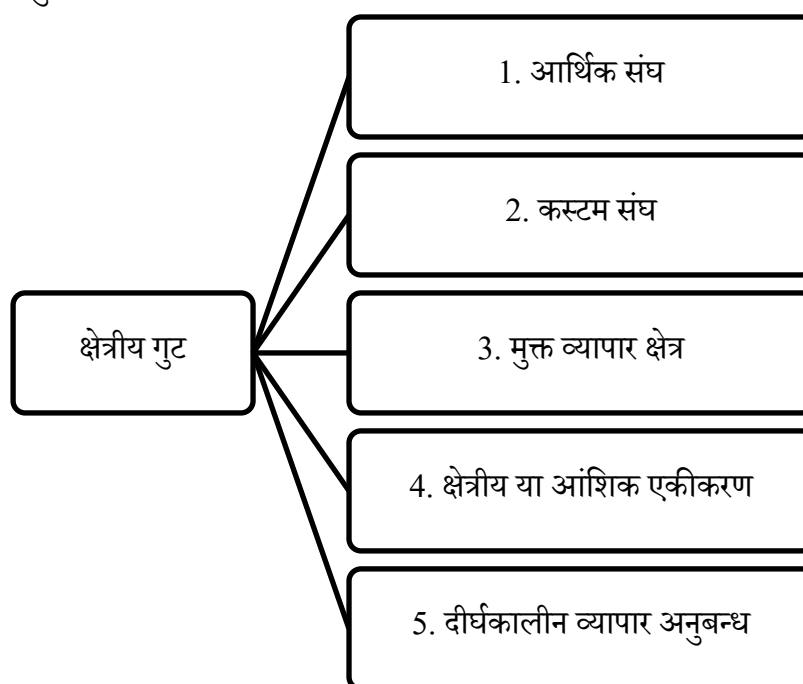 1. आर्थिक संघ
2. कस्टम संघ
क्षेत्रीय गुट
3. मुक्त व्यापार क्षेत्र
4. क्षेत्रीय या आंशिक एकीकरण
5. दीर्घकालीन व्यापार अनुबन्ध